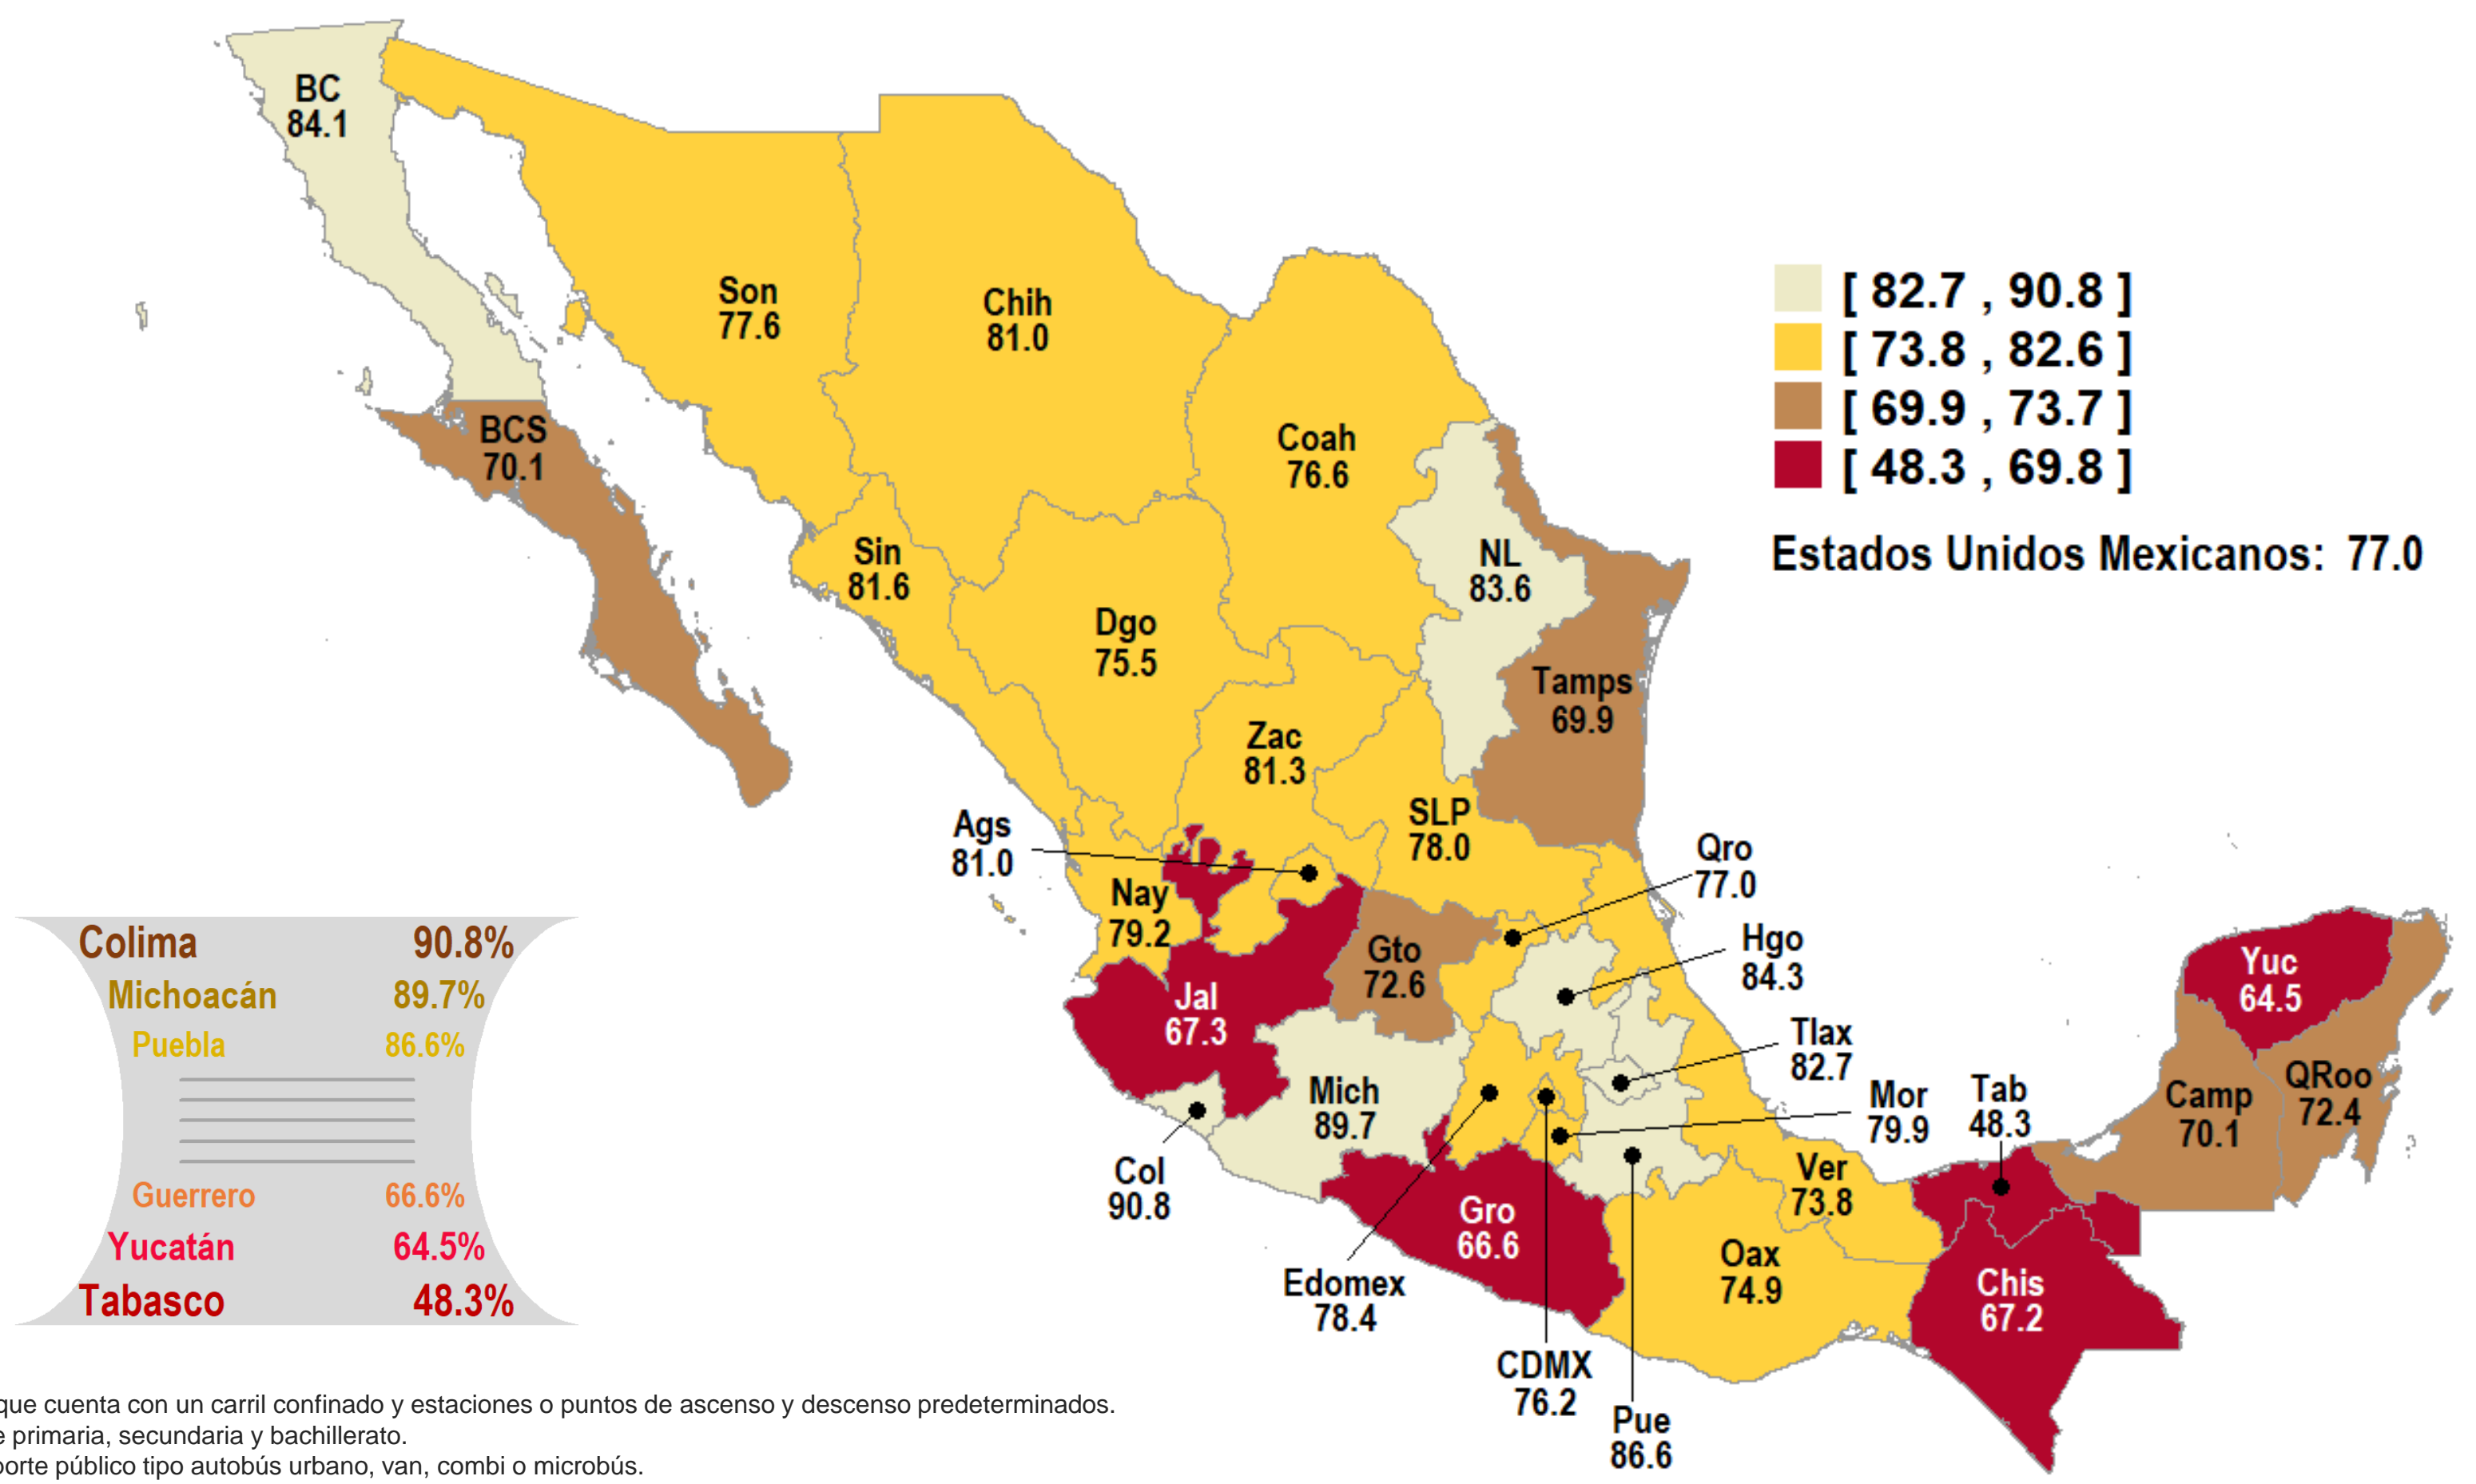 BC
84.1
Son
77.6
Chih
81.0
[ 82.7 , 90.8 ]
[ 73.8 , 82.6 ]
[ 69.9 , 73.7 ]
[ 48.3 , 69.8 ]
Estados Unidos Mexicanos: 77.0
BCS
70.1
Coah
76.6
Sin
81.6
NL
83.6
Dgo
75.5
Tamps
69.9
Zac
81.3
SLP
78.0
Ags
81.0
Qro
77.0
Nay
79.2
Gto
72.6
Hgo
84.3
Jal
67.3
Yuc
64.5
Tlax
82.7
Mich
89.7
Mor
79.9
Tab
48.3
Camp
70.1
QRoo
72.4
Col
90.8
Ver
73.8
Gro
66.6
Oax
74.9
Edomex
78.4
Chis
67.2
CDMX
76.2
Pue
86.6
Colima 90.8%
Michoacán 89.7%
Puebla 86.6%
Guerrero 66.6%
Yucatán 64.5%
Tabasco 48.3%
que cuenta con un carril confinado y estaciones o puntos de ascenso y descenso predeterminados.
e primaria, secundaria y bachillerato.
porte público tipo autobús urbano, van, combi o microbús.